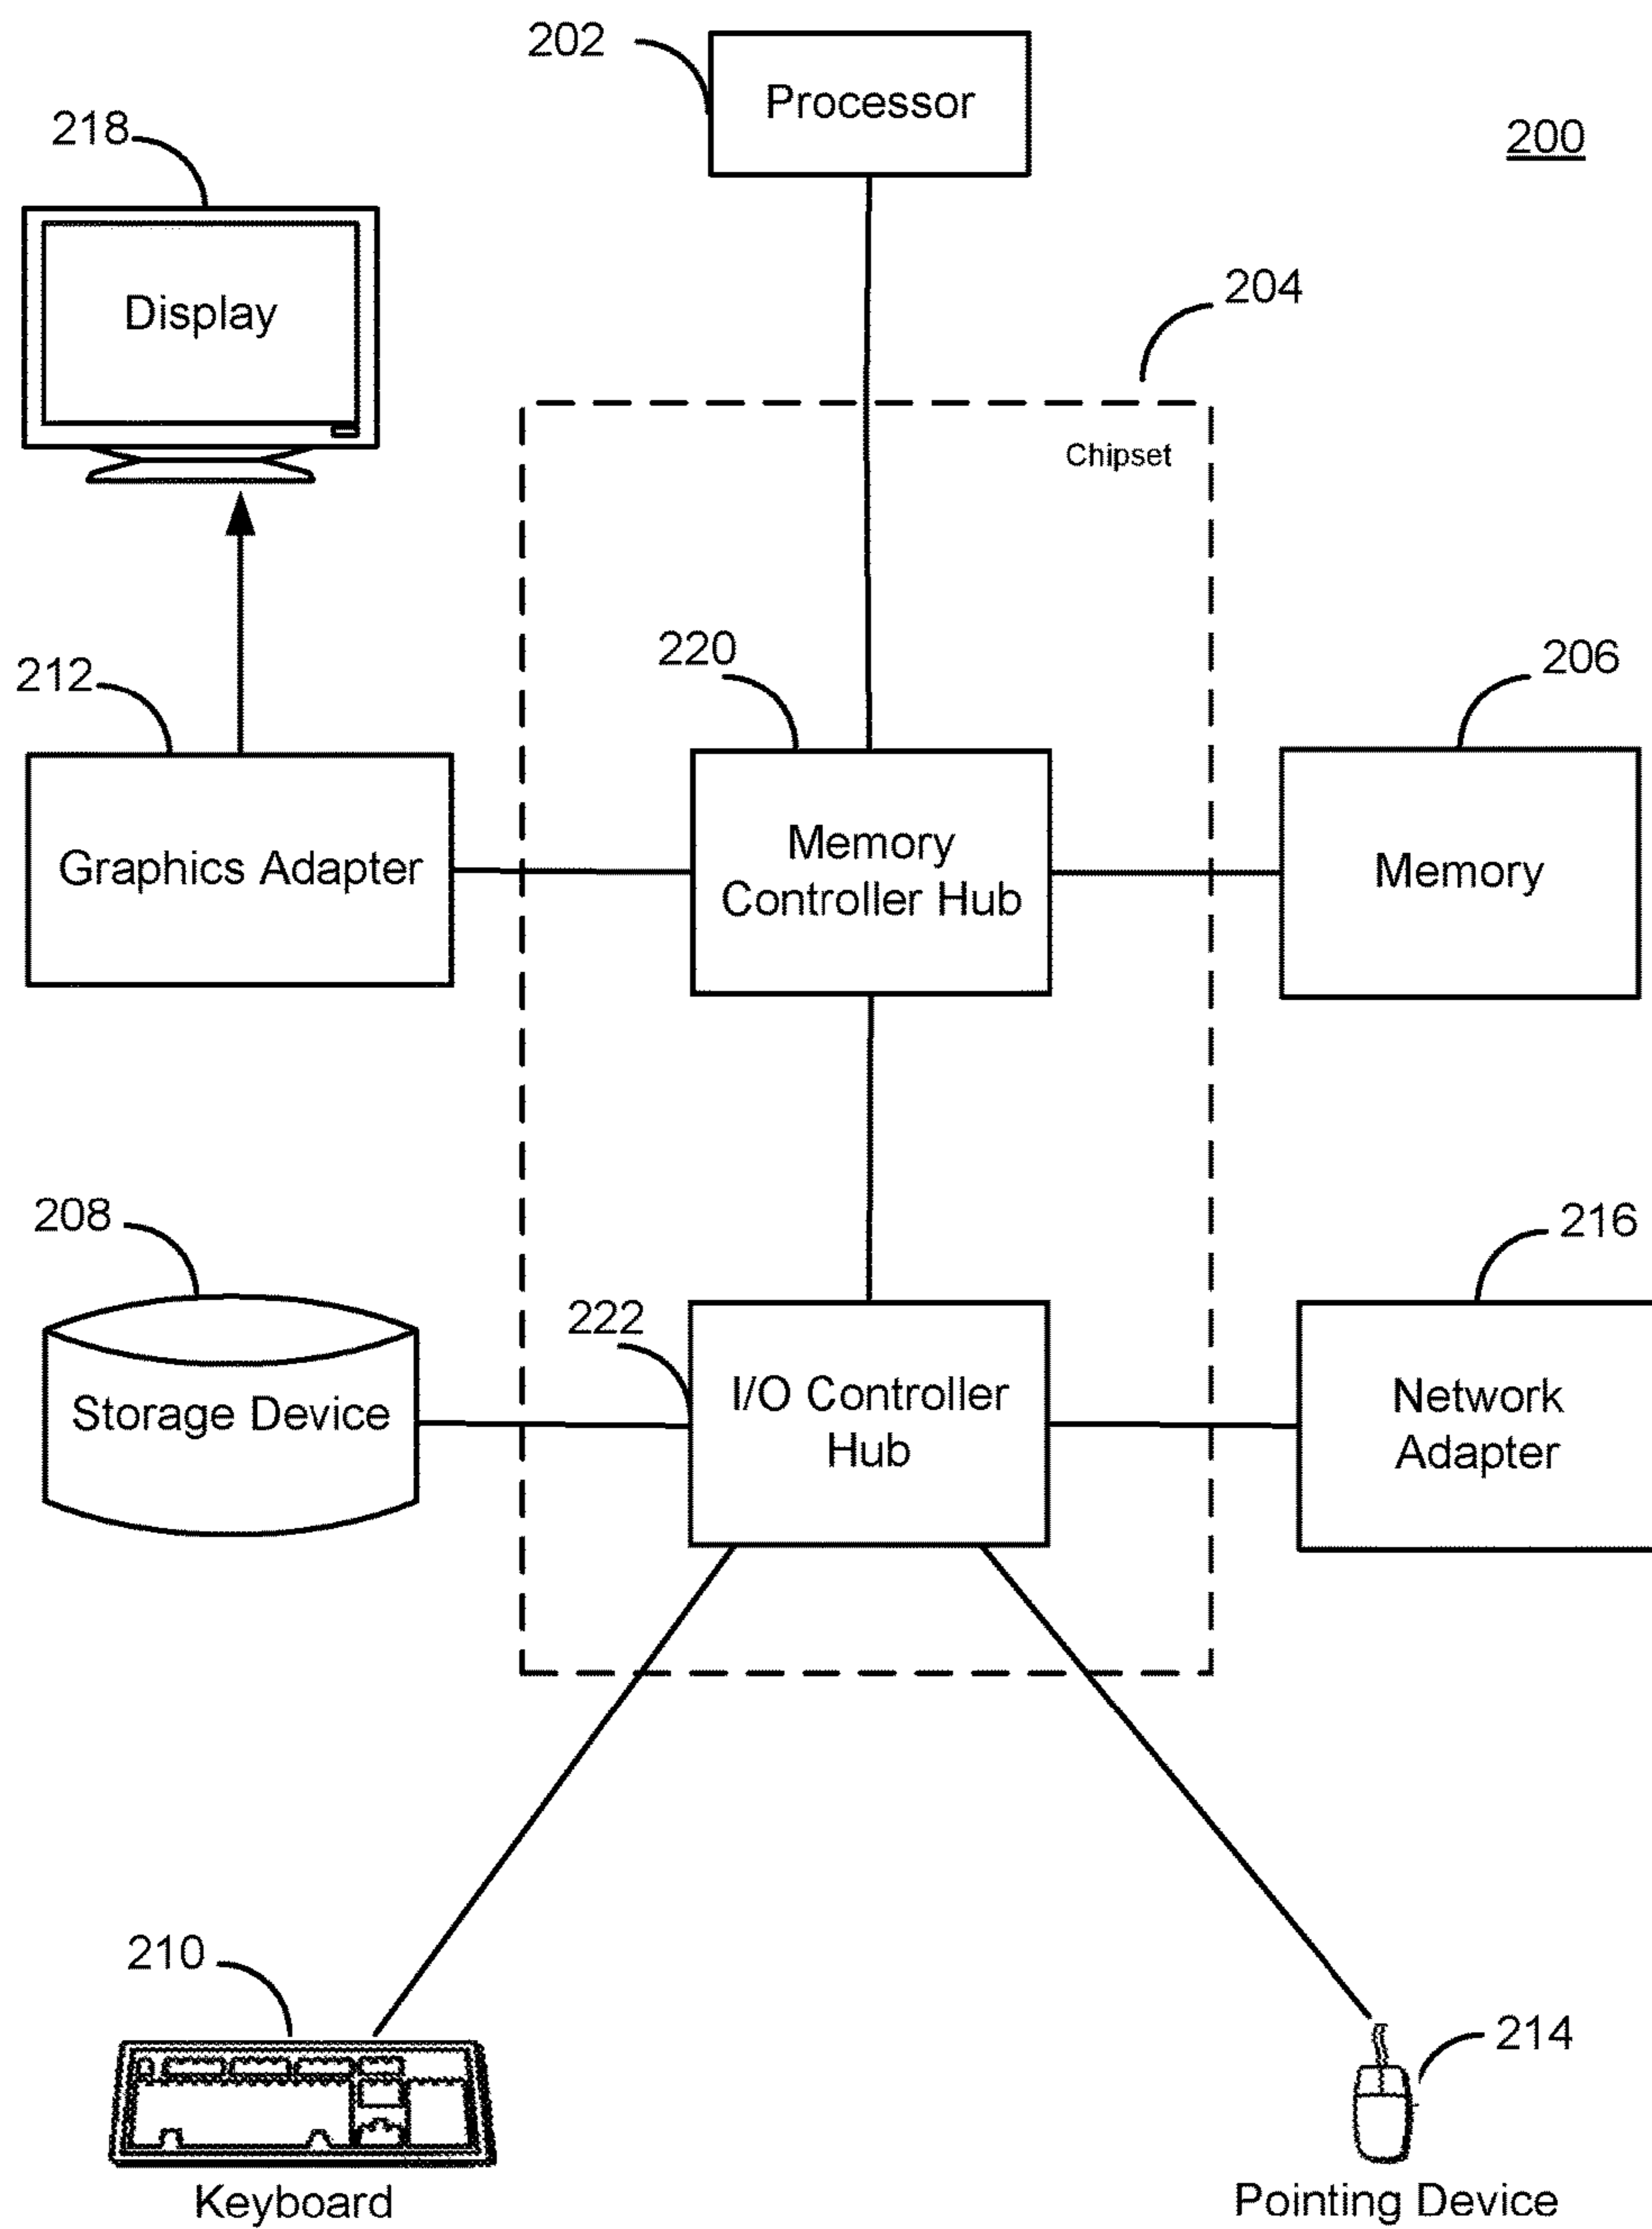 202
Processor
200
218
Display
204
Chipset
212
Graphics Adapter
220
Memory
Controller Hub
206
Memory
208
Storage Device
222
I/O Controller
Hub
216
Network
Adapter
210
Keyboard
214
Pointing Device